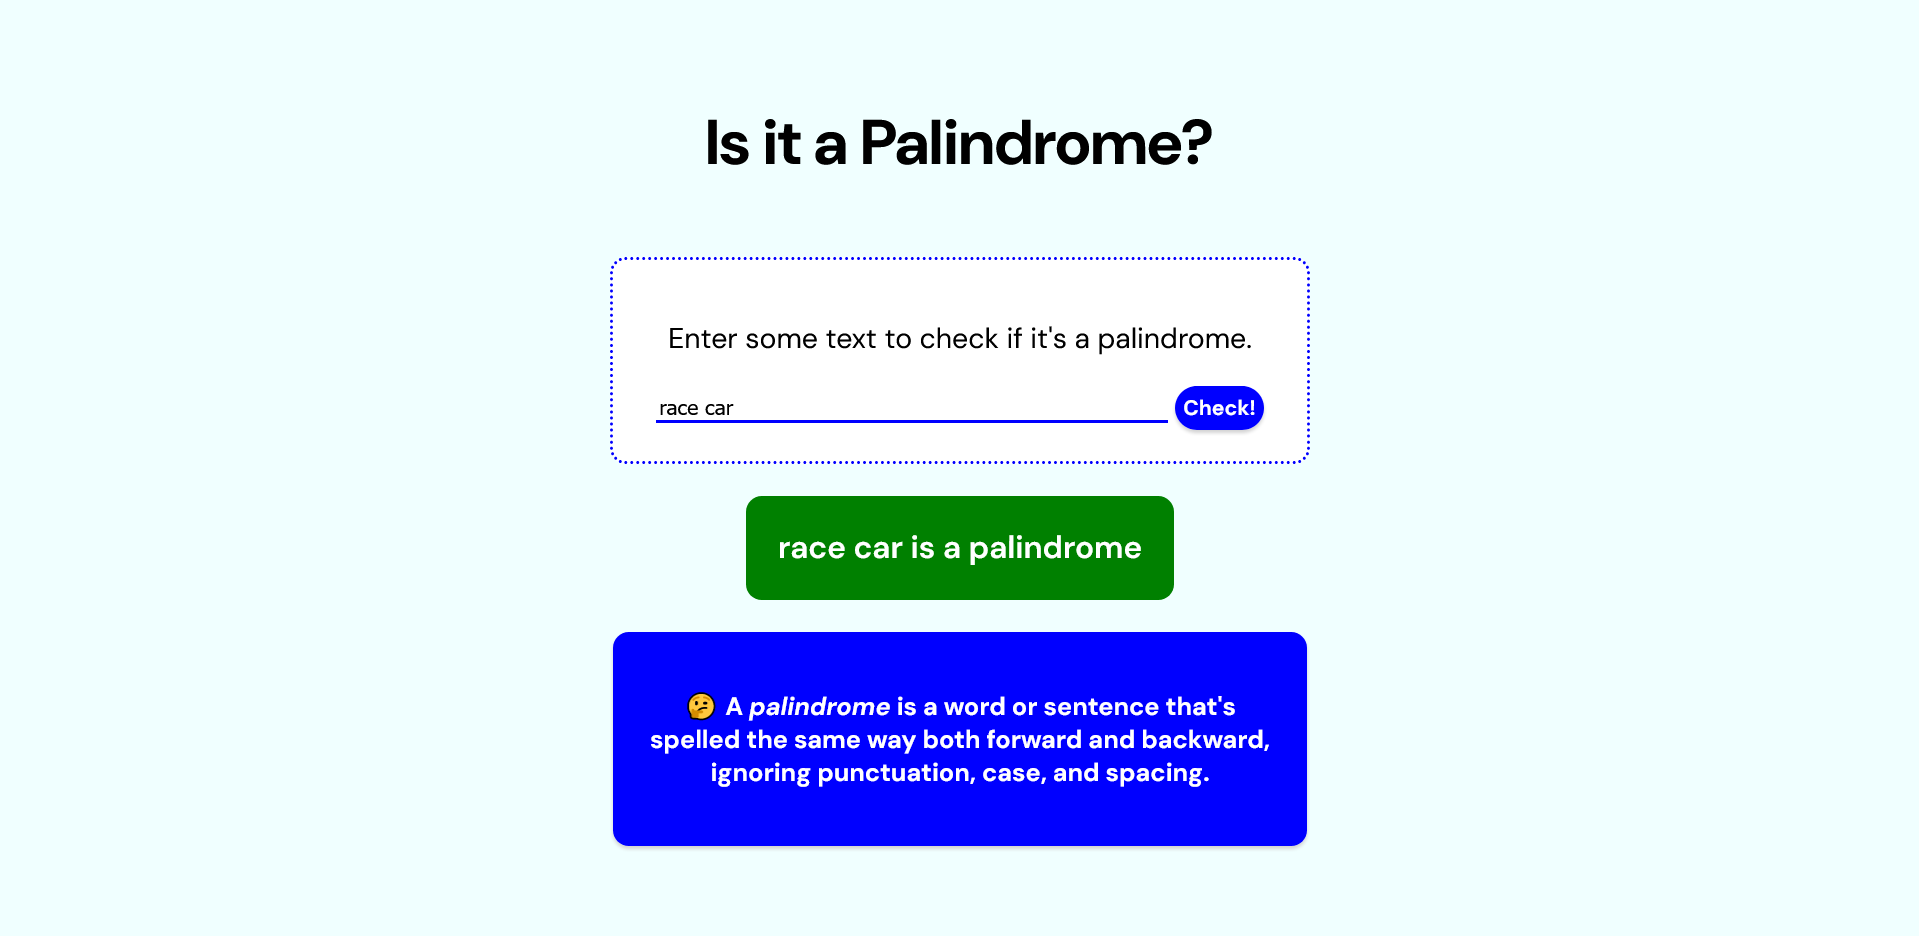 Is it a Palindrome?
Enter some text to check if it's a palindrome.
race car
Check!
race car is a palindrome
🤔 A palindrome is a word or sentence that's
spelled the same way both forward and backward,
ignoring punctuation, case, and spacing.